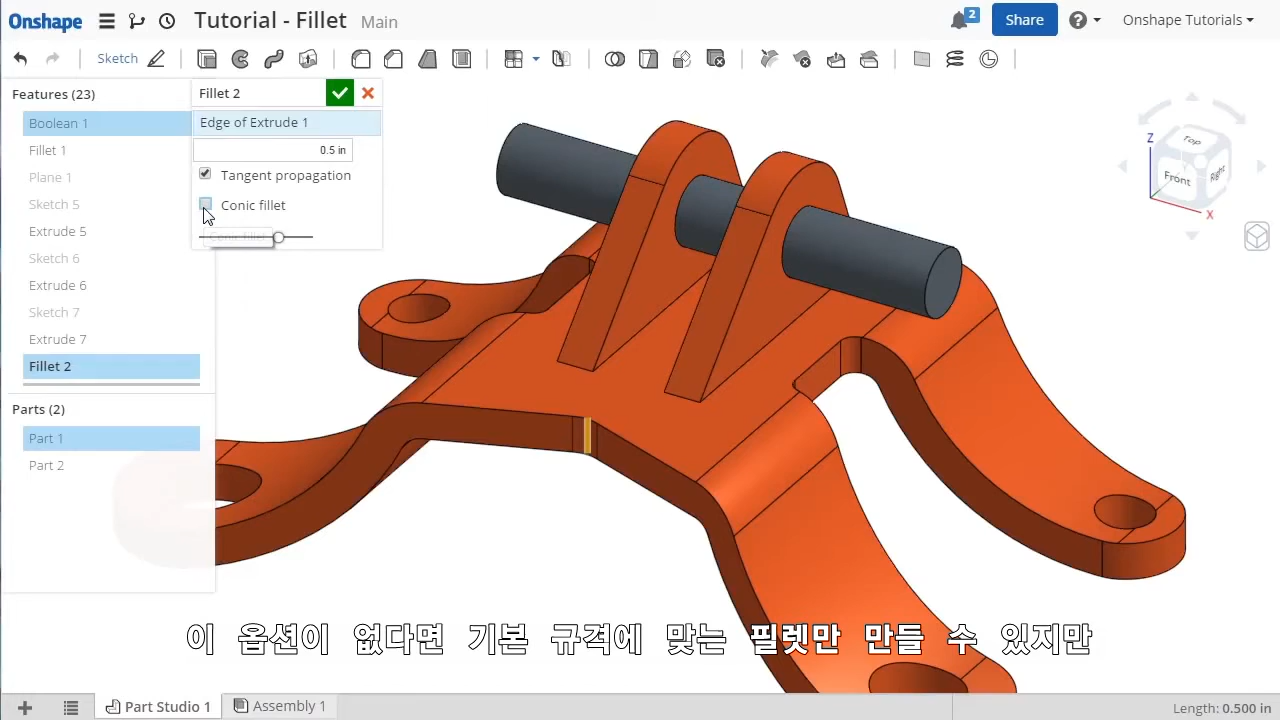 Onshape
Tutorial - Fillet Main
2
Share
Onshape Tutorials
Sketch
Features (23)
Boolean 1
Fillet 1
Plane 1
Sketch 5
Extrude 5
Sketch 6
Extrude 6
Sketch 7
Extrude 7
Fillet 2
Parts (2)
Part 1
Part 2
Fillet 2
Edge of Extrude 1
0.5 in
Tangent propagation
Conic fillet
Conic fillet
Z
Top
Front
Right
X
이 옵션이 없다면 기본 규격에 맞는 필렛만 만들 수 있지만
Part Studio 1
Assembly 1
Length: 0.500 in